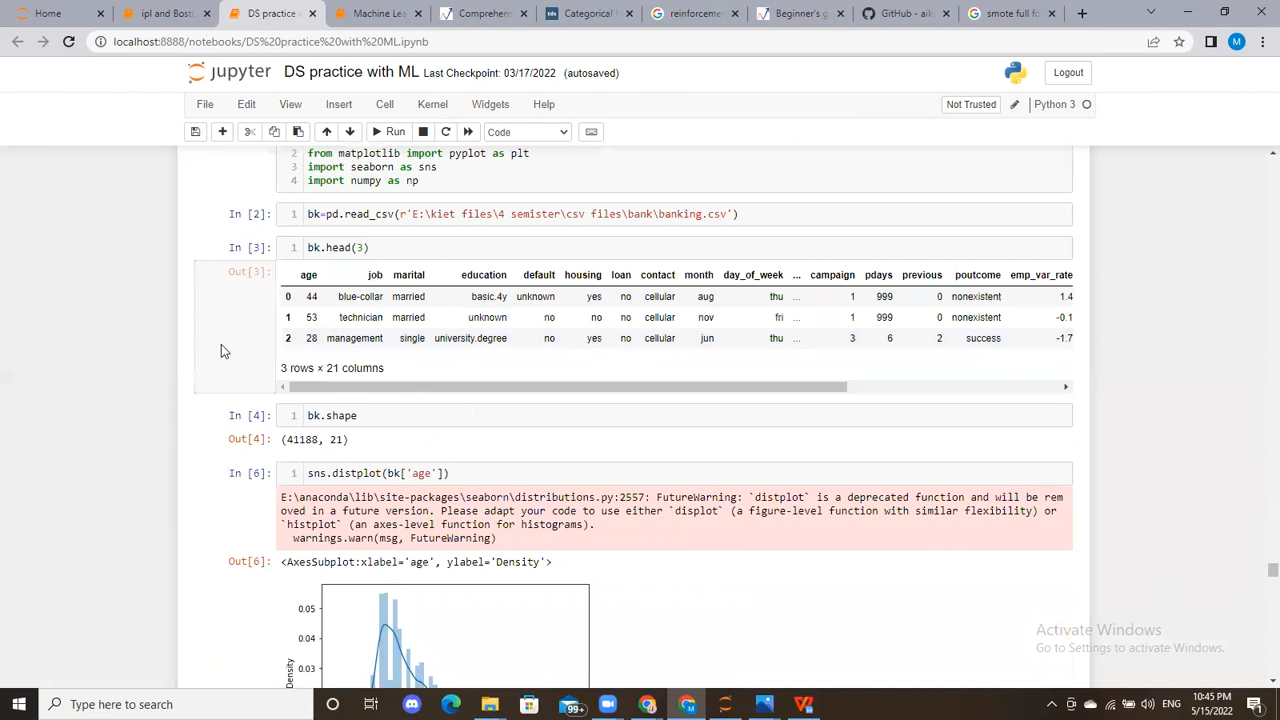 Home
ipl and Bosto
DS practice w
Machine Lea
Comprehens
Categorical
reinforceme
Beginner's g
GitHub - aiko
smote full fo
localhost:8888/notebooks/DS%20practice%20with%20ML.ipynb
M
jupyter DS practice with ML Last Checkpoint: 03/17/2022 (autosaved)
Logout
File Edit View Insert Cell Kernel Widgets Help
Not Trusted
Python 3
Run
Code
2 from matplotlib import pyplot as plt
3 import seaborn as sns
4 import numpy as np
In [2]: 1 bk=pd.read_csv(r'E:\kiet files\4 semister\csv files\bank\banking.csv')
In [3]: 1 bk.head(3)
Out[3]:
age job marital education default housing loan contact month day_of_week ... campaign pdays previous poutcome emp_var_rate
0 44 blue-collar married basic.4y unknown yes no cellular aug thu ... 1 999 0 nonexistent 1.4
1 53 technician married unknown no no no cellular nov fri ... 1 999 0 nonexistent -0.1
2 28 management single university.degree no yes no cellular jun thu ... 3 6 2 success -1.7
3 rows × 21 columns
In [4]: 1 bk.shape
Out[4]: (41188, 21)
In [6]: 1 sns.distplot(bk['age'])
E:\anaconda\lib\site-packages\seaborn\distributions.py:2557: FutureWarning: `distplot` is a deprecated function and will be rem
oved in a future version. Please adapt your code to use either `displot` (a figure-level function with similar flexibility) or
`histplot` (an axes-level function for histograms).
warnings.warn(msg, FutureWarning)
Out[6]: <AxesSubplot:xlabel='age', ylabel='Density'>
0.05
0.04
0.03
Density
Activate Windows
Go to Settings to activate Windows.
Type here to search
99+
ENG
10:45 PM
5/15/2022
1